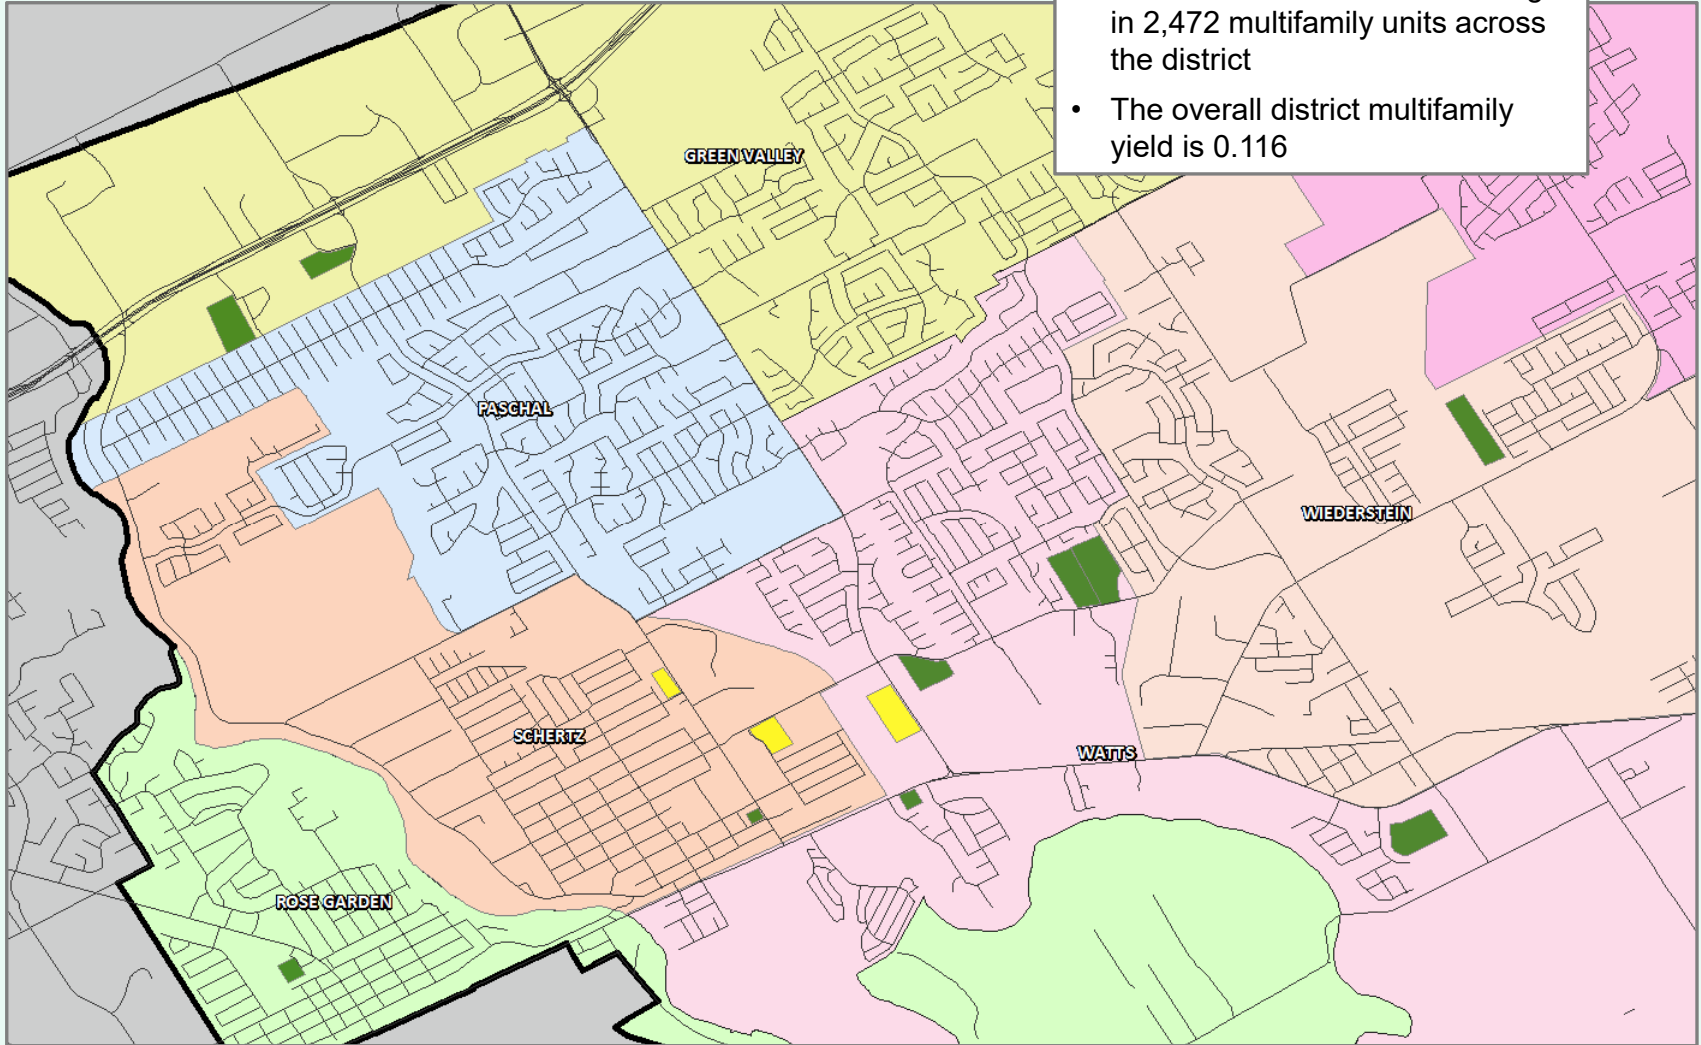 in 2,472 multifamily units across
the district
• The overall district multifamily
yield is 0.116
GREEN VALLEY
PASCHAL
WIEDERSTEIN
SCHERTZ
WATTS
ROSE GARDEN